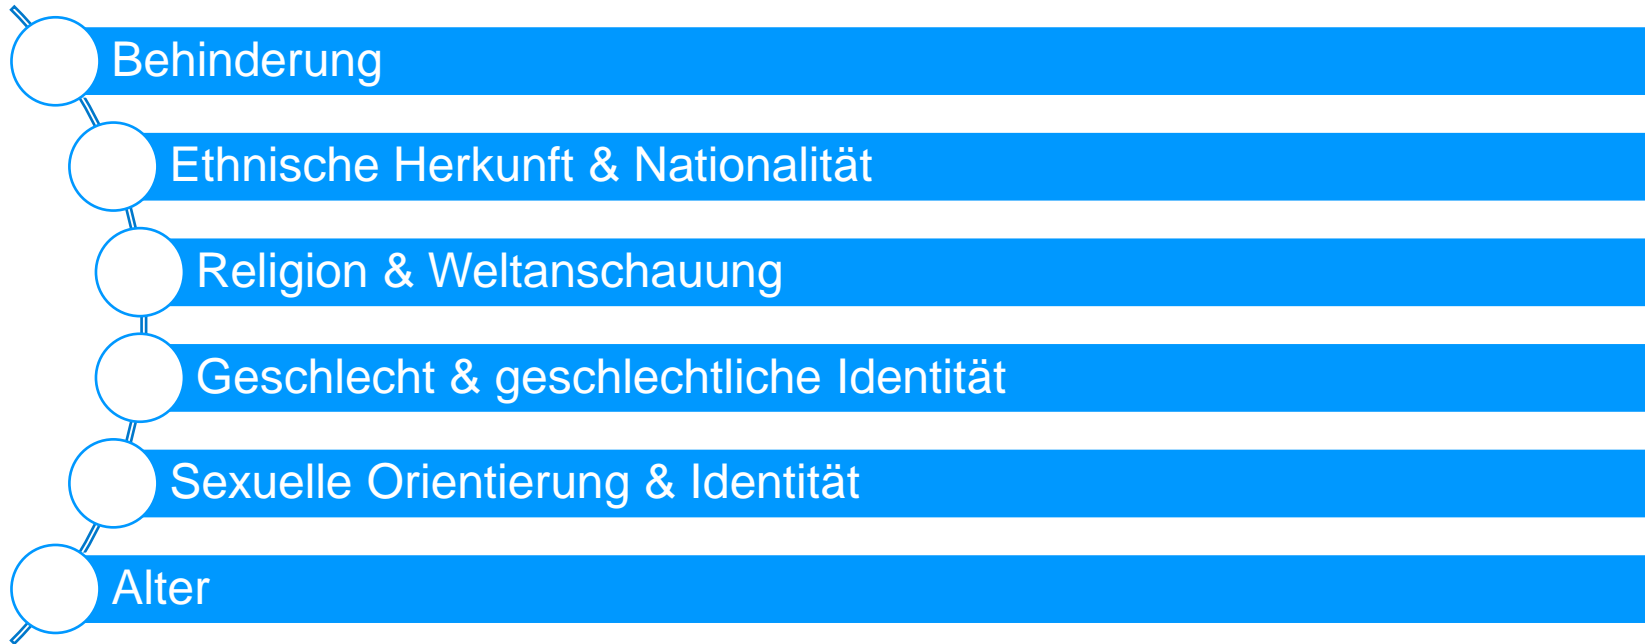 Behinderung
Ethnische Herkunft & Nationalität
Religion & Weltanschauung
Geschlecht & geschlechtliche Identität
Sexuelle Orientierung & Identität
Alter